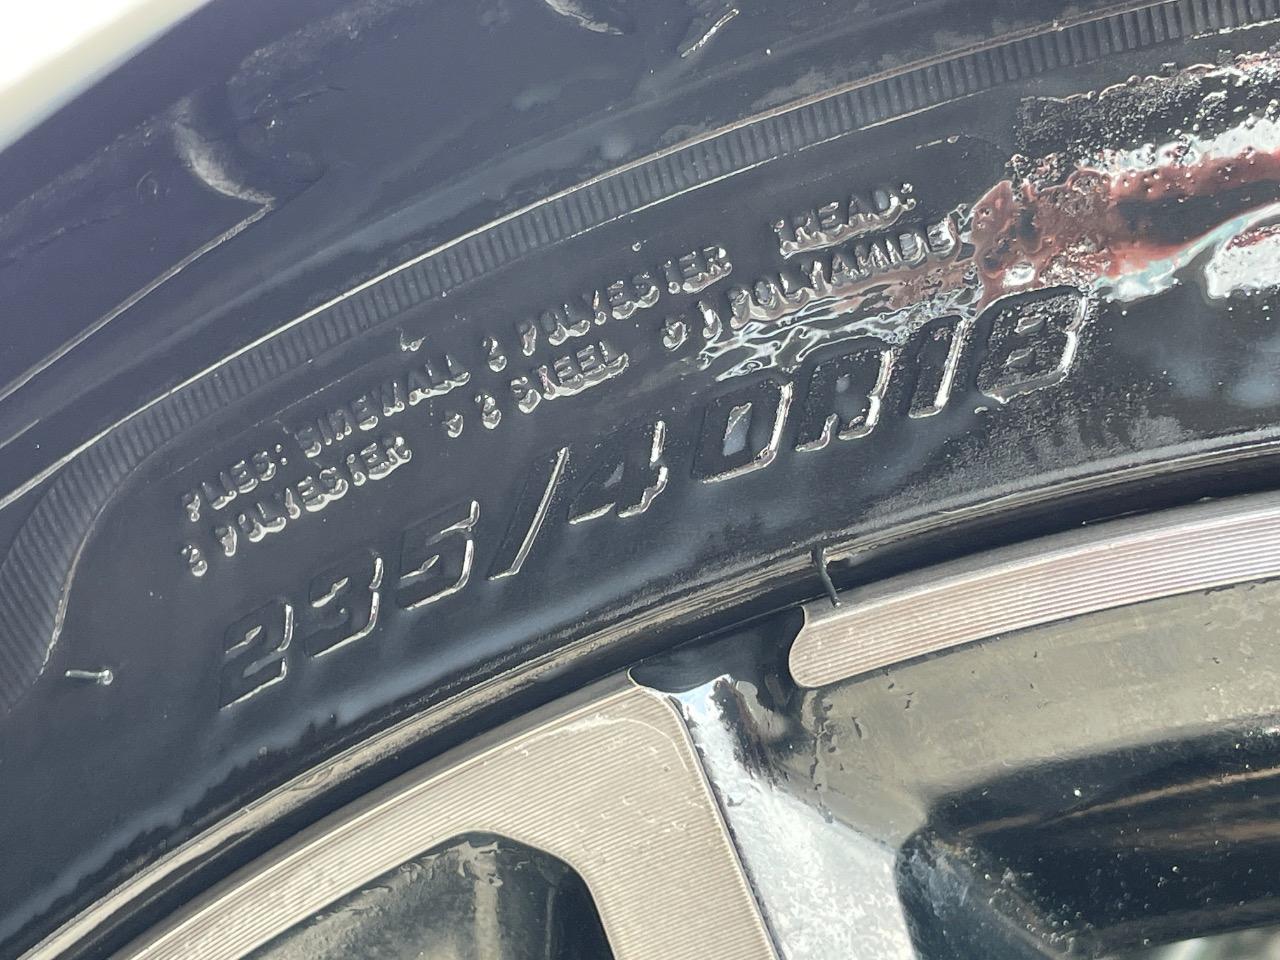 PLIES: SIDEWALL 2 POLYESTER TREAD:
2 POLYESTER + 2 STEEL + 1 POLYAMIDE
235/40R18